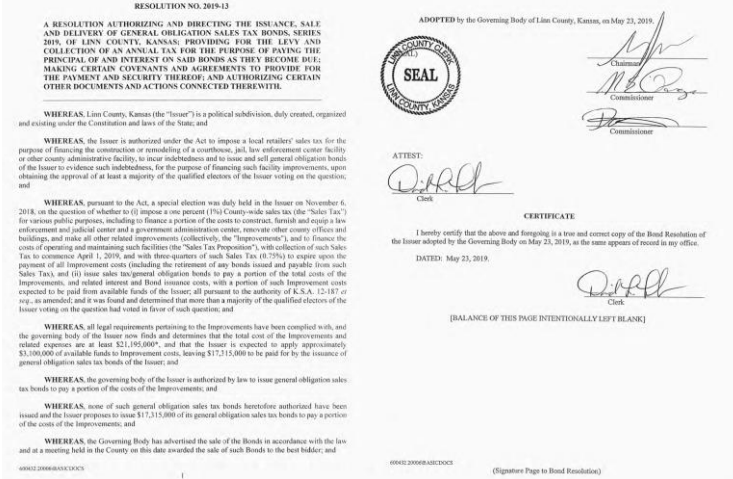 RESOLUTION NO. 2019-13
A RESOLUTION AUTHORIZING AND DIRECTING THE ISSUANCE, SALE
AND DELIVERY OF GENERAL OBLIGATION SALES TAX BONDS, SERIES
2019, OF LINN COUNTY, KANSAS; PROVIDING FOR THE LEVY AND
COLLECTION OF AN ANNUAL TAX FOR THE PURPOSE OF PAYING THE
PRINCIPAL OF AND INTEREST ON SAID BONDS AS THEY BECOME DUE;
MAKING CERTAIN COVENANTS AND AGREEMENTS TO PROVIDE FOR
THE PAYMENT AND SECURITY THEREOF; AND AUTHORIZING CERTAIN
OTHER DOCUMENTS AND ACTIONS CONNECTED THEREWITH.
WHEREAS, Linn County, Kansas (the "Issuer") is a political subdivision, duly created, organized
and existing under the Constitution and laws of the State; and
WHEREAS, the Issuer is authorized under the Act to impose a local retailers' sales tax for the
purpose of financing the construction or remodeling of a courthouse, jail, law enforcement center facility
or other county administrative facility, to incur indebtedness and to issue and sell general obligation bonds
of the Issuer to evidence such indebtedness, for the purpose of financing such facility improvements, upon
obtaining the approval of at least a majority of the qualified electors of the Issuer voting on the question;
and
WHEREAS, pursuant to the Act, a special election was duly held in the Issuer on November 6,
2018, on the question of whether to (i) impose a one percent (1%) County-wide sales tax (the "Sales Tax")
for various public purposes, including to finance a portion of the costs to construct, furnish and equip a law
enforcement and judicial center and a government administration center, renovate other county offices and
buildings, and make all other related improvements (collectively, the "Improvements"), and to finance the
costs of operating and maintaining such facilities (the "Sales Tax Proposition"), with collection of such Sales
Tax to commence April 1, 2019, and with three-quarters of such Sales Tax (0.75%) to expire upon the
payment of all Improvement costs (including the retirement of any bonds issued and payable from such
Sales Tax), and (ii) issue sales tax/general obligation bonds to pay a portion of the total costs of the
Improvements, and related interest and Bond issuance costs, with a portion of such Improvement costs
expected to be paid from available funds of the Issuer; all pursuant to the authority of K.S.A. 12-187 et
seq., as amended; and it was found and determined that more than a majority of the qualified electors of the
Issuer voting on the question had voted in favor of such question; and
WHEREAS, all legal requirements pertaining to the Improvements have been complied with, and
the governing body of the Issuer now finds and determines that the total cost of the Improvements and
related expenses are at least $21,195,000*, and that the Issuer is expected to apply approximately
$3,100,000 of available funds to Improvement costs, leaving $17,315,000 to be paid for by the issuance of
general obligation sales tax bonds of the Issuer; and
WHEREAS, the governing body of the Issuer is authorized by law to issue general obligation sales
tax bonds to pay a portion of the costs of the Improvements; and
WHEREAS, none of such general obligation sales tax bonds heretofore authorized have been
issued and the Issuer proposes to issue $17,315,000 of its general obligation sales tax bonds to pay a portion
of the costs of the Improvements; and
WHEREAS, the Governing Body has advertised the sale of the Bonds in accordance with the law
and at a meeting held in the County on this date awarded the sale of such Bonds to the best bidder; and
1
ADOPTED by the Governing Body of Linn County, Kansas, on May 23, 2019.
LINN COUNTY CLERK
SEAL
LINN COUNTY, KANSAS
Chairman
Commissioner
Commissioner
ATTEST:
Clerk
CERTIFICATE
I hereby certify that the above and foregoing is a true and correct copy of the Bond Resolution of
the Issuer adopted by the Governing Body on May 23, 2019, as the same appears of record in my office.
DATED: May 23, 2019.
Clerk
[BALANCE OF THIS PAGE INTENTIONALLY LEFT BLANK]
(Signature Page to Bond Resolution)